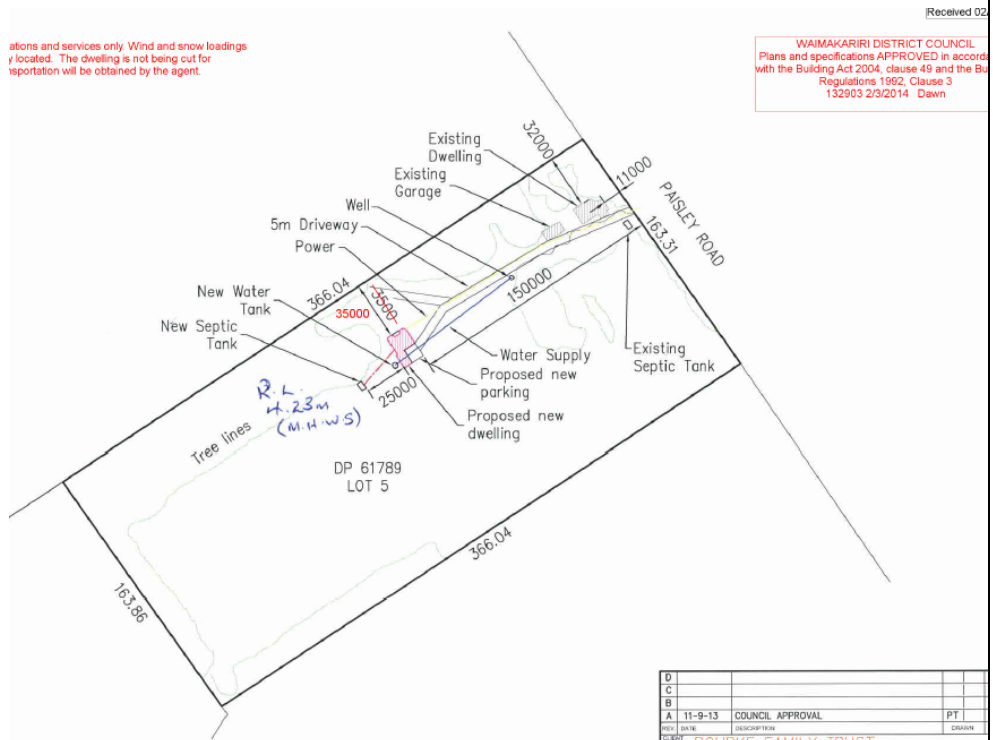 Received 02
ations and services only. Wind and snow loadings
y located. The dwelling is not being cut for
nsportation will be obtained by the agent.
WAIMAKARIRI DISTRICT COUNCIL
Plans and specifications APPROVED in accorda
with the Building Act 2004, clause 49 and the Bu
Regulations 1992, Clause 3
132903 2/3/2014 Dawn
Existing
Dwelling
32000
11000
PAISLEY ROAD
163.31
Existing
Garage
Well
5m Driveway
Power
366.04
3500
35000
150000
New Water
Tank
New Septic
Tank
Water Supply
Existing
Septic Tank
Proposed new
parking
25000
Proposed new
dwelling
R.L.
4.23m
(M.H.W.S)
Tree lines
DP 61789
LOT 5
366.04
163.86
D
C
B
A 11-9-13 COUNCIL APPROVAL PT
REV. DATE DESCRIPTION DRAWN
CLIENT ROURKE FAMILY TRUST